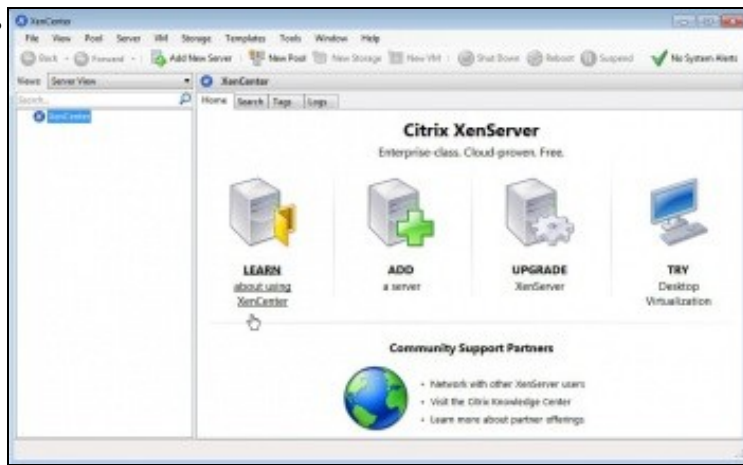 XenCenter
File View Pool Server VM Storage Templates Tools Window Help
Back Forward Add New Server New Pool New Storage New VM Shut Down Reboot Suspend No System Alerts
Views: Server View XenCenter
Search... Home Search Tags Logs
XenCenter
Citrix XenServer
Enterprise-class. Cloud-proven. Free.
LEARN
about using
XenCenter
ADD
a server
UPGRADE
XenServer
TRY
Desktop
Virtualization
Community Support Partners
• Network with other XenServer users
• Visit the Citrix Knowledge Center
• Learn more about partner offerings